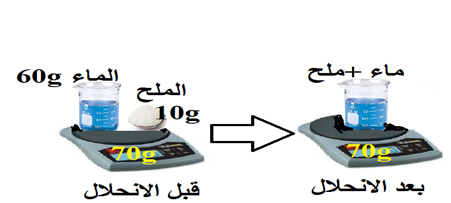 الماء 60g
الملح
10g
70g
قبل الانحلال
ماء +ملح
70g
بعد الانحلال